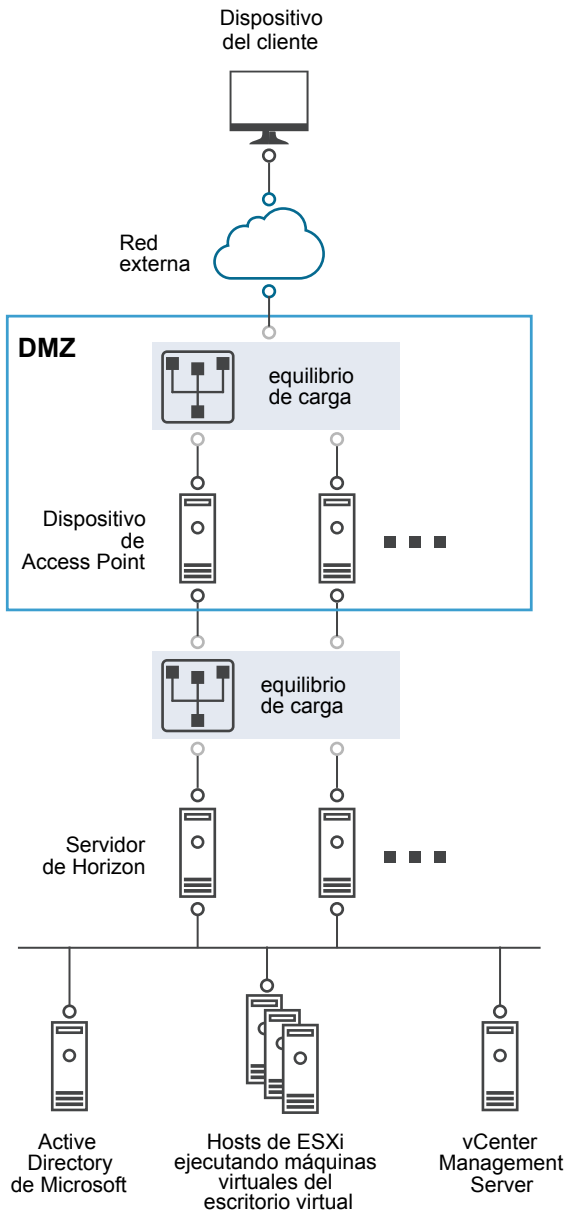 Dispositivo
del cliente
Red
externa
DMZ
equilibrio
de carga
Dispositivo
de
Access Point
equilibrio
de carga
Servidor
de Horizon
Active
Directory
de Microsoft
Hosts de ESXi
ejecutando máquinas
virtuales del
escritorio virtual
vCenter
Management
Server